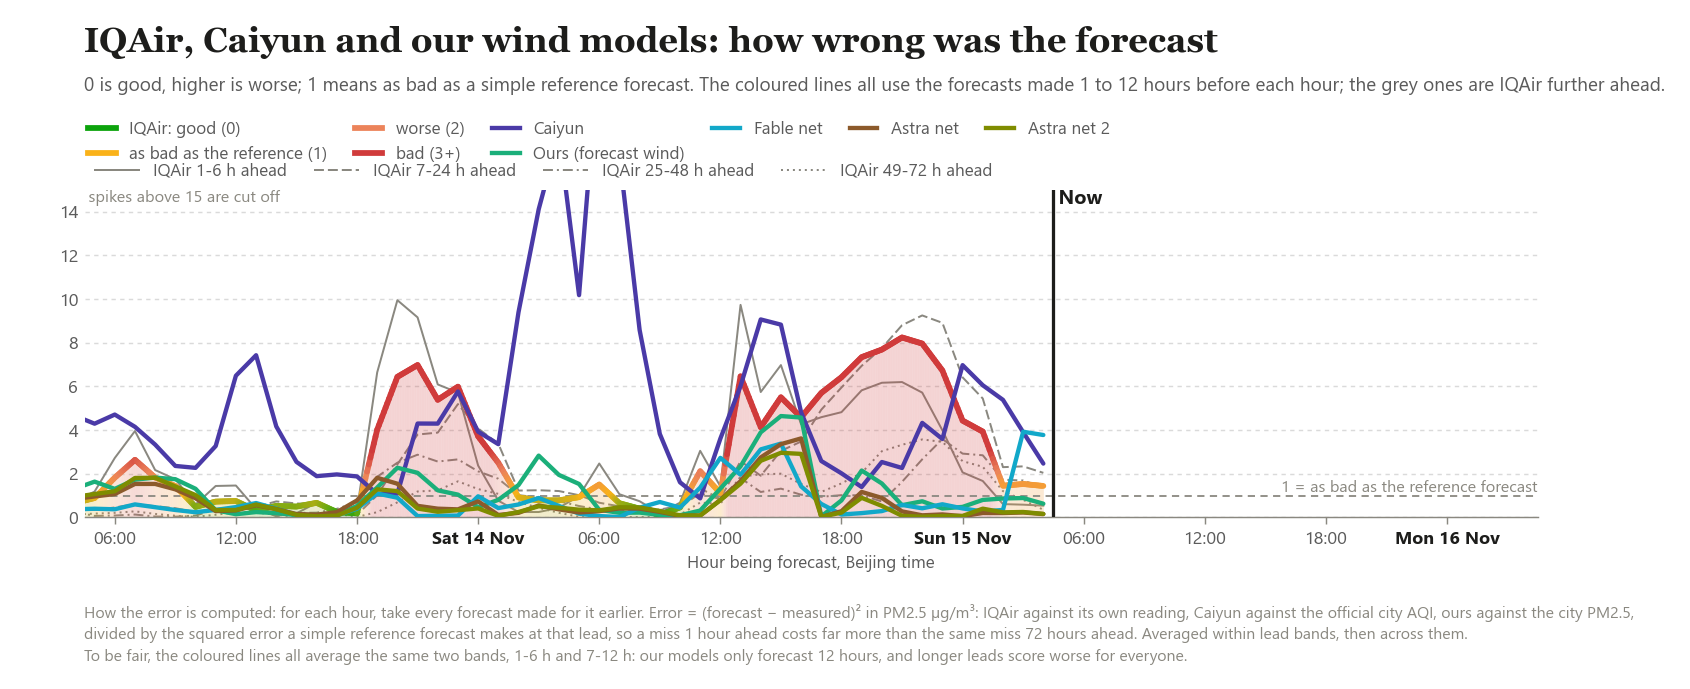 IQAir, Caiyun and our wind models: how wrong was the forecast
0 is good, higher is worse; 1 means as bad as a simple reference forecast. The coloured lines all use the forecasts made 1 to 12 hours before each hour; the grey ones are IQAir further ahead.
IQAir: good (0) worse (2) Caiyun Fable net Astra net Astra net 2
as bad as the reference (1) bad (3+) Ours (forecast wind)
IQAir 1-6 h ahead IQAir 7-24 h ahead IQAir 25-48 h ahead IQAir 49-72 h ahead
spikes above 15 are cut off
Now
14
12
10
8
6
4
2
0
1 = as bad as the reference forecast
06:00 12:00 18:00 Sat 14 Nov 06:00 12:00 18:00 Sun 15 Nov 06:00 12:00 18:00 Mon 16 Nov
Hour being forecast, Beijing time
How the error is computed: for each hour, take every forecast made for it earlier. Error = (forecast − measured)² in PM2.5 µg/m³: IQAir against its own reading, Caiyun against the official city AQI, ours against the city PM2.5,
divided by the squared error a simple reference forecast makes at that lead, so a miss 1 hour ahead costs far more than the same miss 72 hours ahead. Averaged within lead bands, then across them.
To be fair, the coloured lines all average the same two bands, 1-6 h and 7-12 h: our models only forecast 12 hours, and longer leads score worse for everyone.